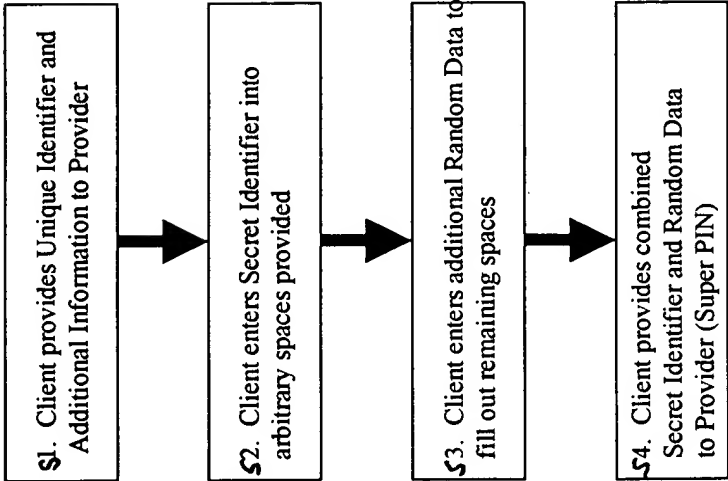 S1. Client provides Unique Identifier and
Additional Information to Provider
S2. Client enters Secret Identifier into
arbitrary spaces provided
S3. Client enters additional Random Data to
fill out remaining spaces
S4. Client provides combined
Secret Identifier and Random Data
to Provider (Super PIN)